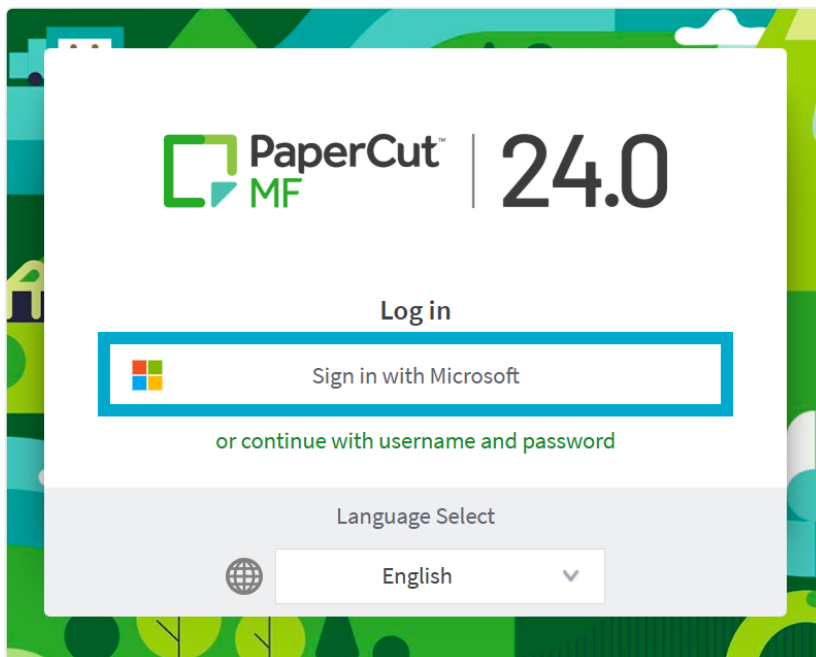 PaperCut™ | 24.0
MF
Log in
Sign in with Microsoft
or continue with username and password
Language Select
English